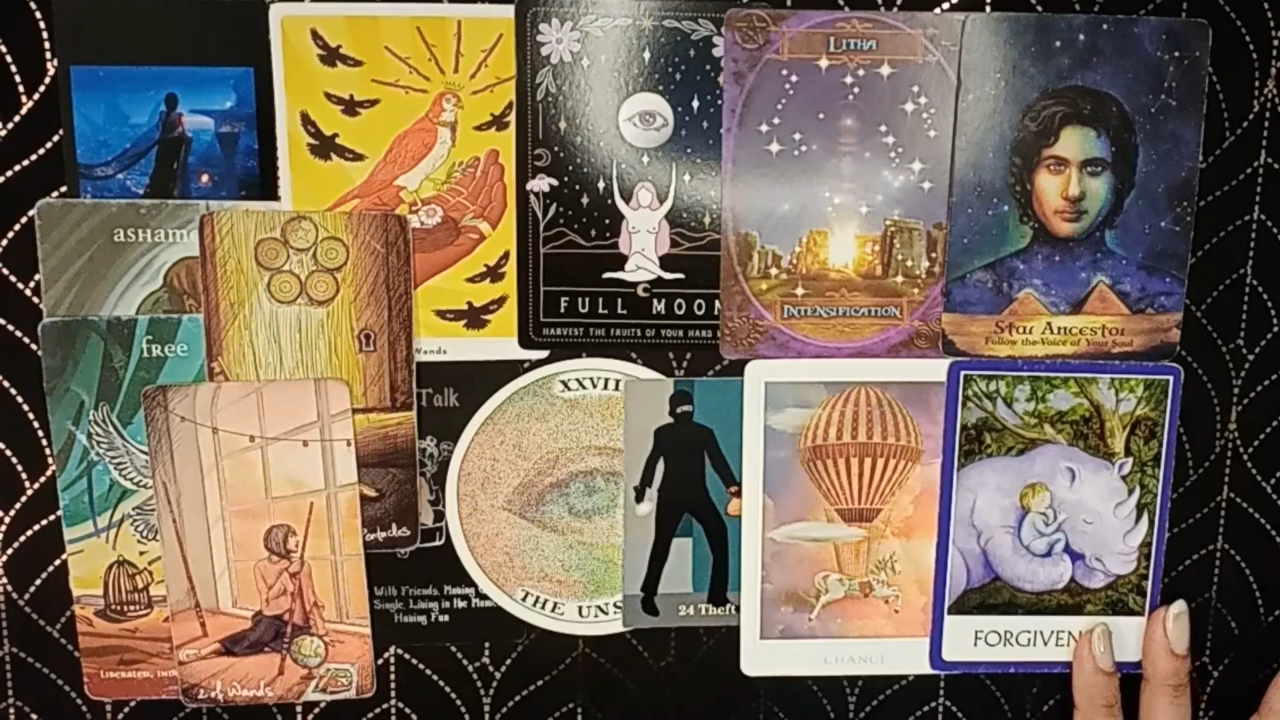 LITHA
INTENSIFICATION
Star Ancestor
Follow the Voice of Your Soul
FULL MOON
HARVEST THE FRUITS OF YOUR HARD
Wands
ASHAM
free
LIBERATED, IND
2 of Wands
Pentacles
Talk
With Friends, Having
Single, Living in the Mome
Having Fun
XXVII
THE UNS
24 Theft
CHANGE
FORGIVEN